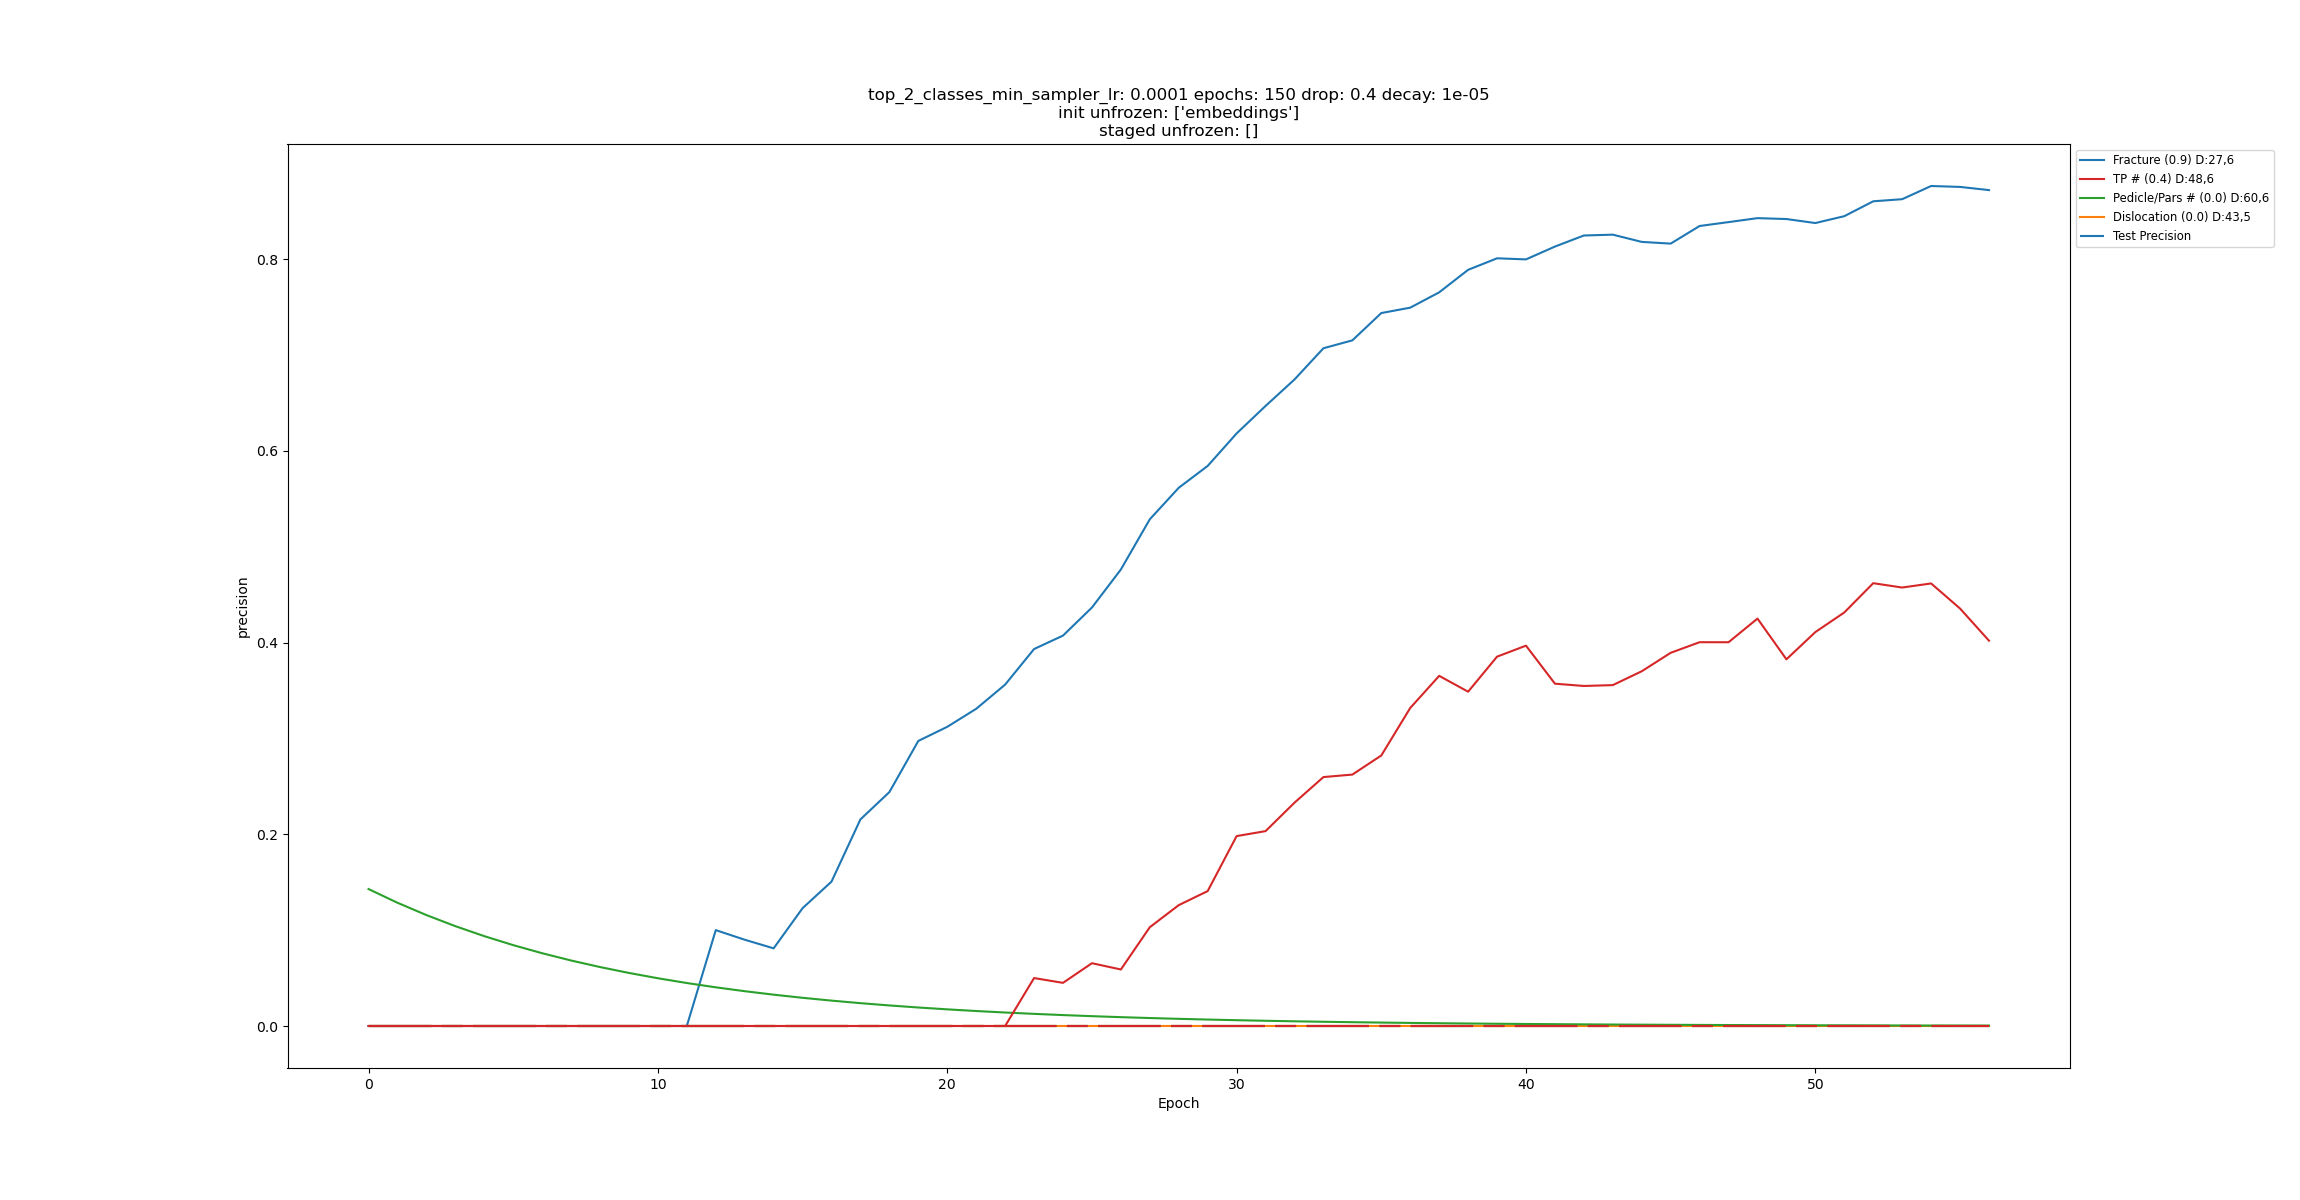 top_2_classes_min_sampler_lr: 0.0001 epochs: 150 drop: 0.4 decay: 1e-05
init unfrozen: ['embeddings']
staged unfrozen: []
Fracture (0.9) D:27,6
TP # (0.4) D:48,6
Pedicle/Pars # (0.0) D:60,6
Dislocation (0.0) D:43,5
Test Precision
precision
0.8
0.6
0.4
0.2
0.0
0
10
20
30
40
50
Epoch